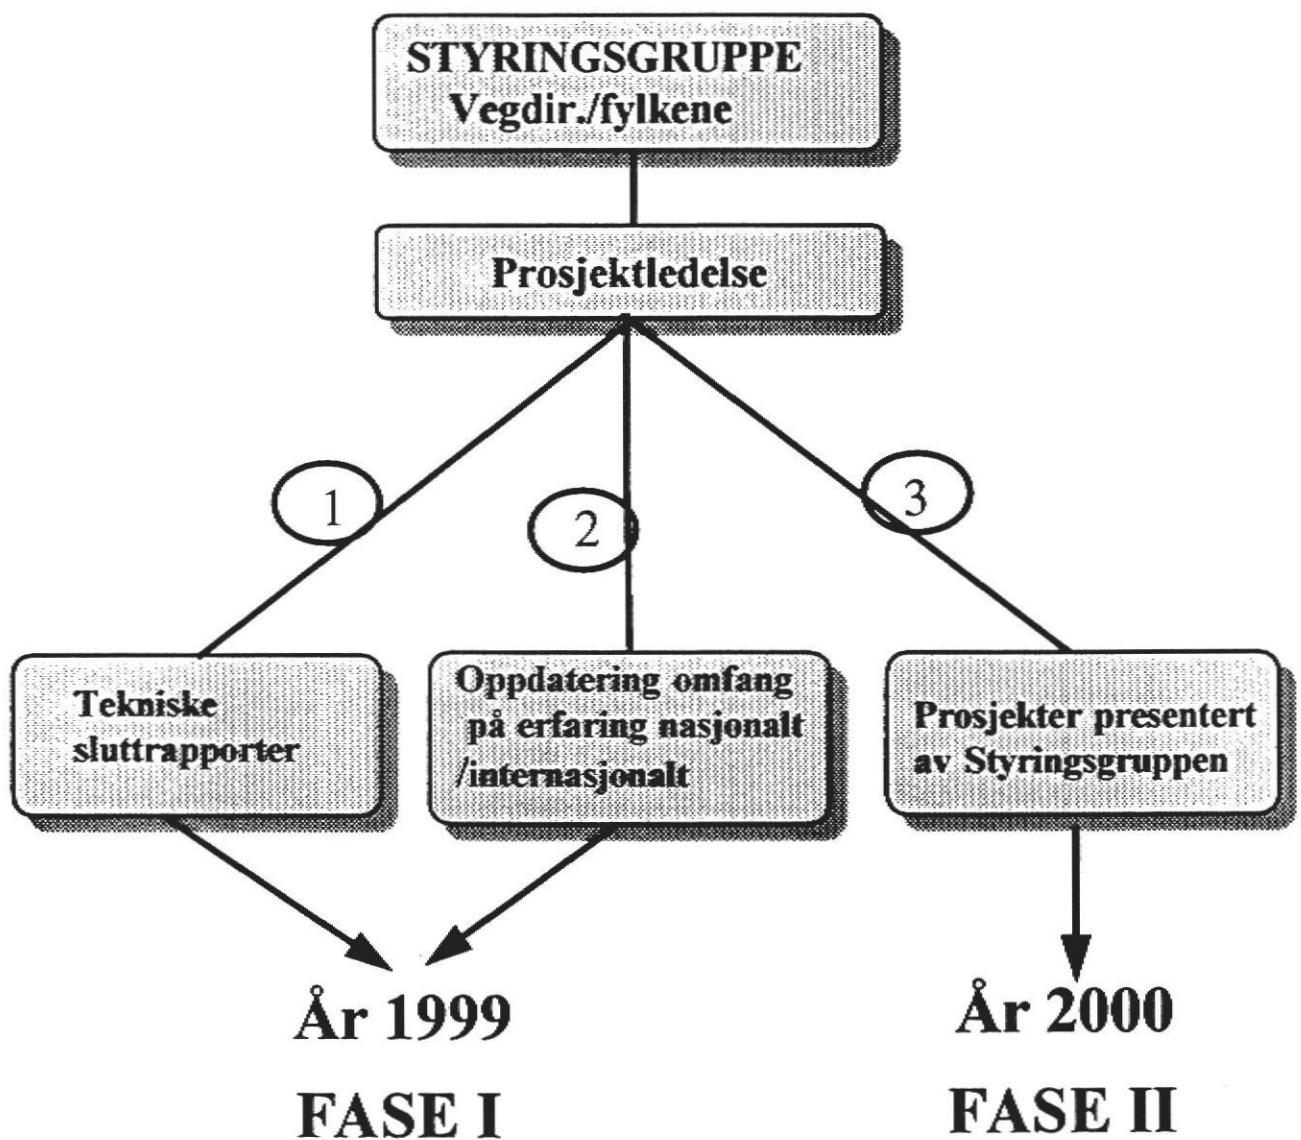 STYRINGSGRUPPE
Vegdir./fylkene
Prosjektledelse
1
2
3
Tekniske
sluttrapporter
Oppdatering omfang
på erfaring nasjonalt
/internasjonalt
Prosjekter presentert
av Styringsgruppen
År 1999
FASE I
År 2000
FASE II